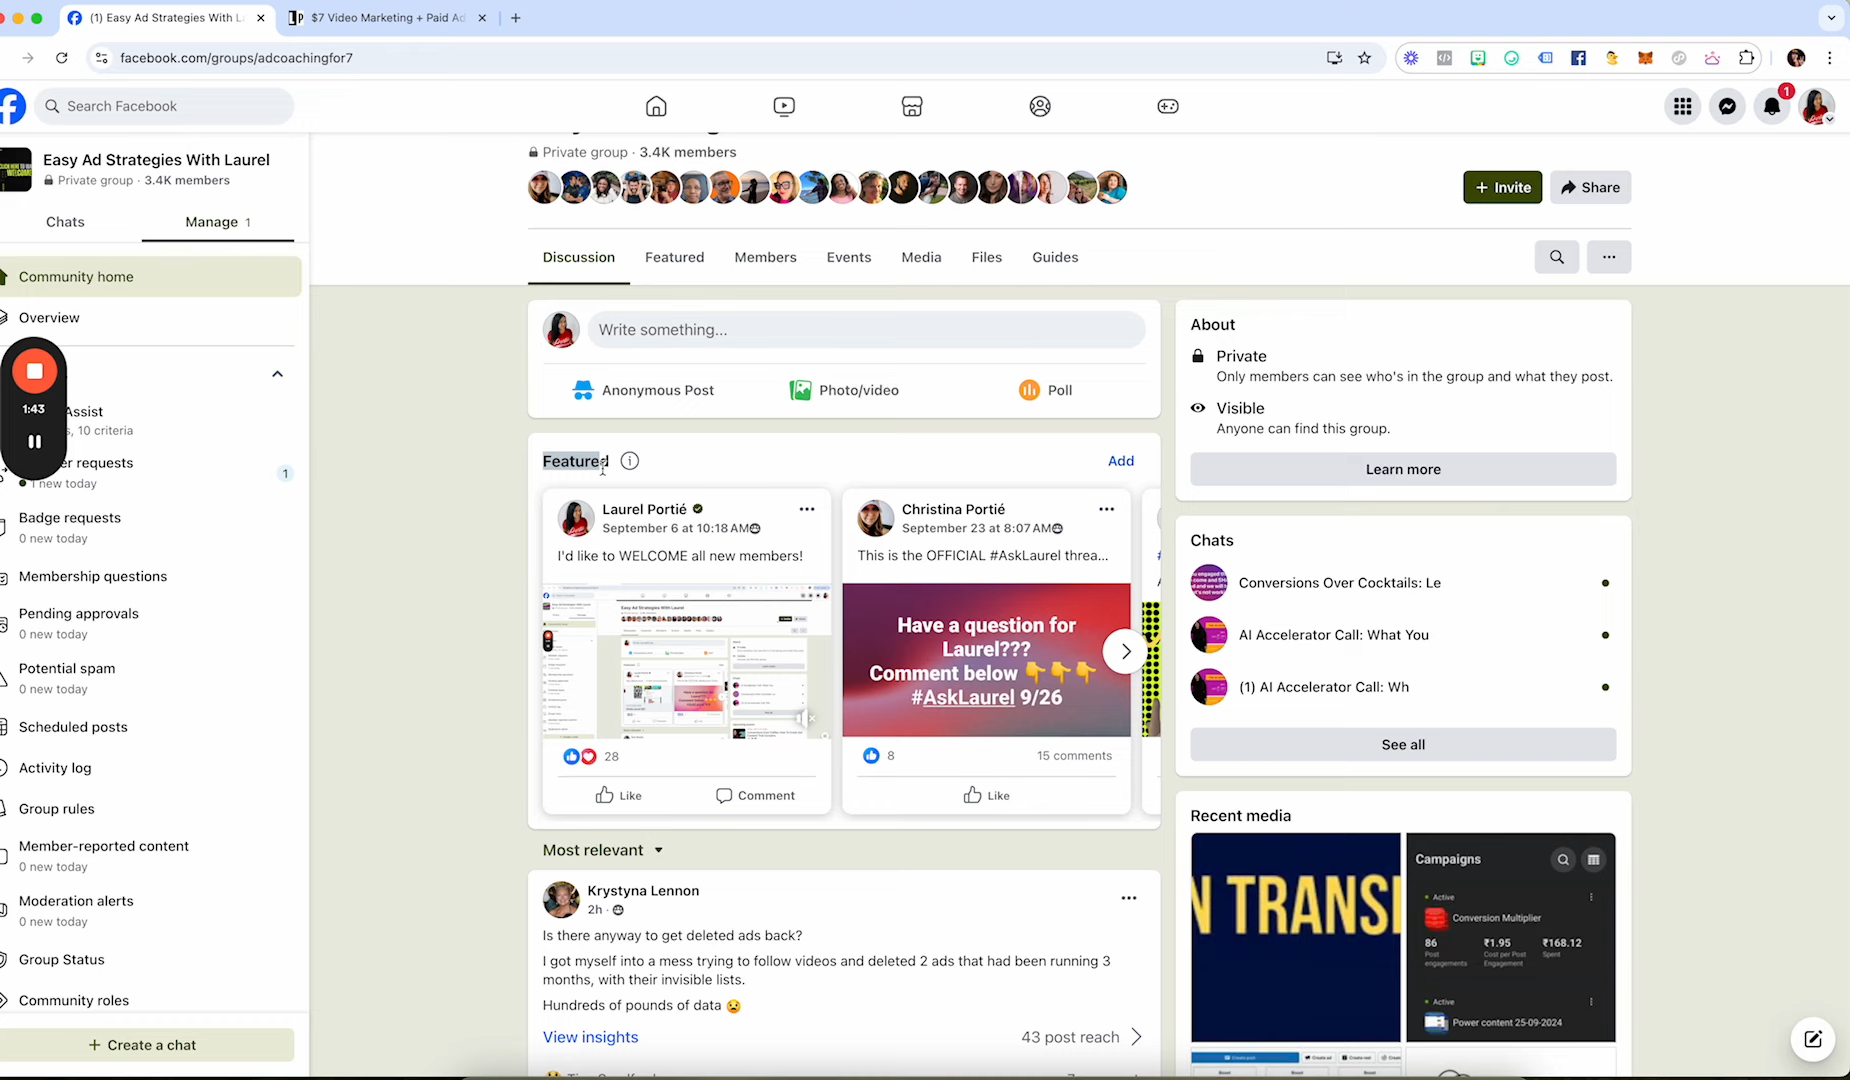 (1) Easy Ad Strategies With L
$7 Video Marketing + Paid Ad
facebook.com/groups/adcoachingfor7
Search Facebook
1
Easy Ad Strategies With Laurel
Private group · 3.4K members
Chats
Manage 1
Community home
Overview
1:43
Assist
s, 10 criteria
er requests
1 new today
1
Badge requests
0 new today
Membership questions
Pending approvals
0 new today
Potential spam
0 new today
Scheduled posts
Activity log
Group rules
Member-reported content
0 new today
Moderation alerts
0 new today
Group Status
Community roles
+ Create a chat
Private group · 3.4K members
+ Invite
Share
Discussion
Featured
Members
Events
Media
Files
Guides
Write something...
Anonymous Post
Photo/video
Poll
Featured
Add
Laurel Portié
September 6 at 10:18 AM
I'd like to WELCOME all new members!
28
Like
Comment
Christina Portié
September 23 at 8:07 AM
This is the OFFICIAL #AskLaurel threa...
Have a question for
Laurel???
Comment below 👇👇👇
#AskLaurel 9/26
8
15 comments
Like
Most relevant
Krystyna Lennon
2h ·
Is there anyway to get deleted ads back?
I got myself into a mess trying to follow videos and deleted 2 ads that had been running 3
months, with their invisible lists.
Hundreds of pounds of data 😢
View insights
43 post reach
About
Private
Only members can see who's in the group and what they post.
Visible
Anyone can find this group.
Learn more
Chats
Conversions Over Cocktails: Le
AI Accelerator Call: What You
(1) AI Accelerator Call: Wh
See all
Recent media
N TRANS
Campaigns
Active
Conversion Multiplier
86
₹1.95
₹168.12
Post
engagements
Cost per Post
Engagement
Spent
Active
Power content 25-09-2024